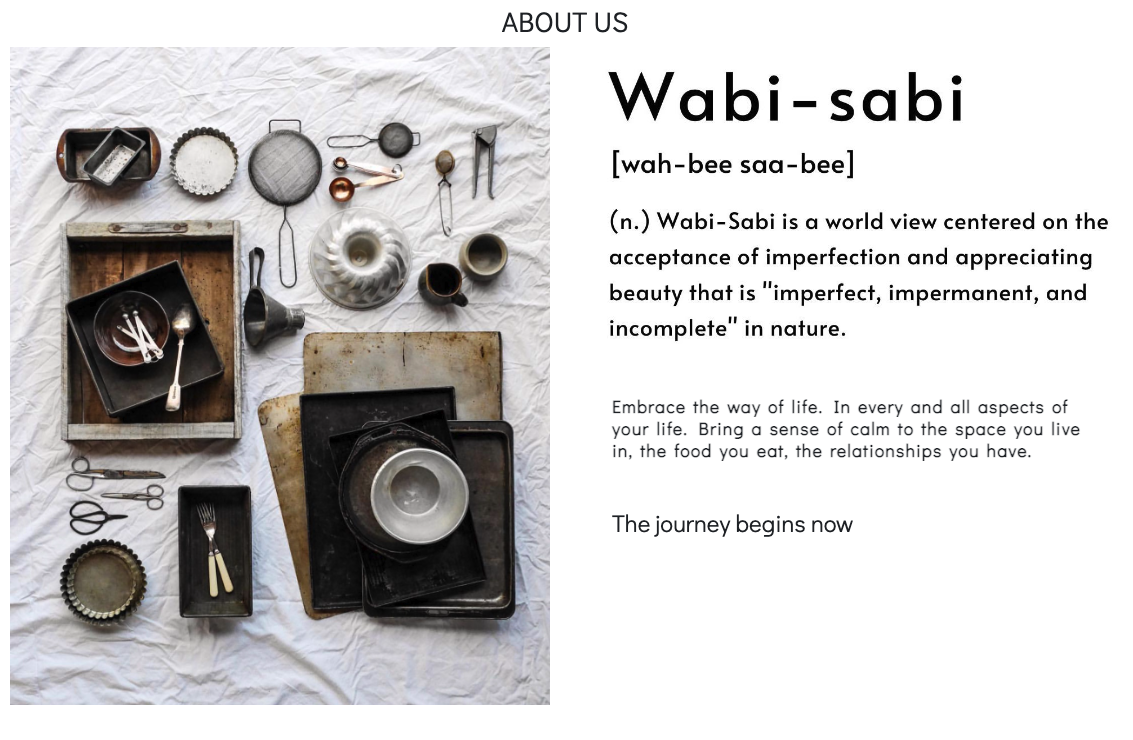 ABOUT US
Wabi-sabi
[wah-bee saa-bee]
(n.) Wabi-Sabi is a world view centered on the
acceptance of imperfection and appreciating
beauty that is "imperfect, impermanent, and
incomplete" in nature.
Embrace the way of life. In every and all aspects of
your life. Bring a sense of calm to the space you live
in, the food you eat, the relationships you have.
The journey begins now